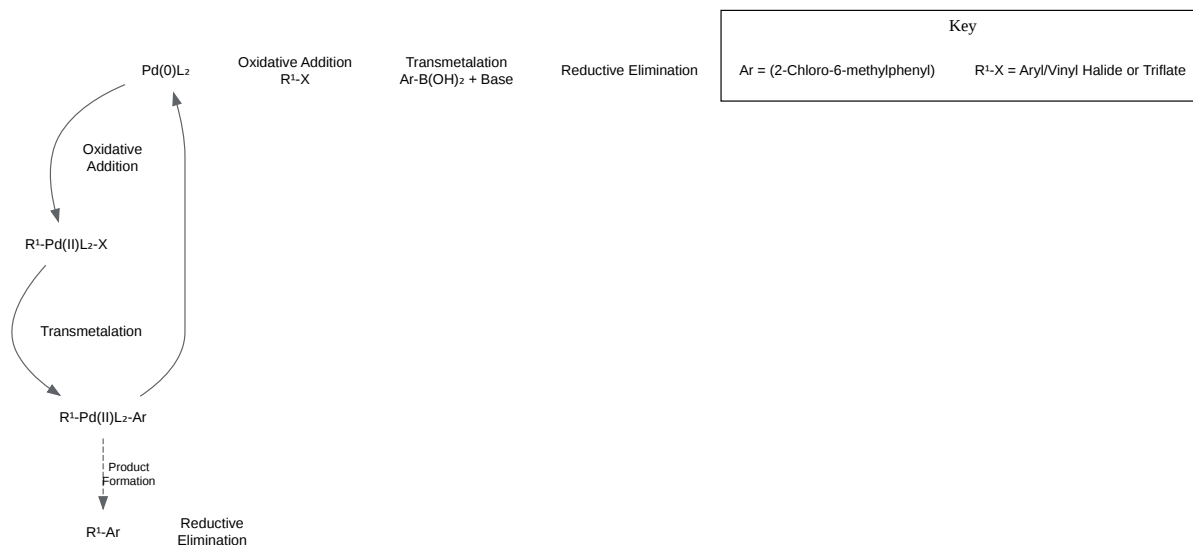 Key
Pd(0)L₂
Oxidative Addition
R¹-X
Transmetalation
Ar-B(OH)₂ + Base
Reductive Elimination
Ar = (2-Chloro-6-methylphenyl)
R¹-X = Aryl/Vinyl Halide or Triflate
Oxidative
Addition
R¹-Pd(II)L₂-X
Transmetalation
R¹-Pd(II)L₂-Ar
Product
Formation
R¹-Ar
Reductive
Elimination